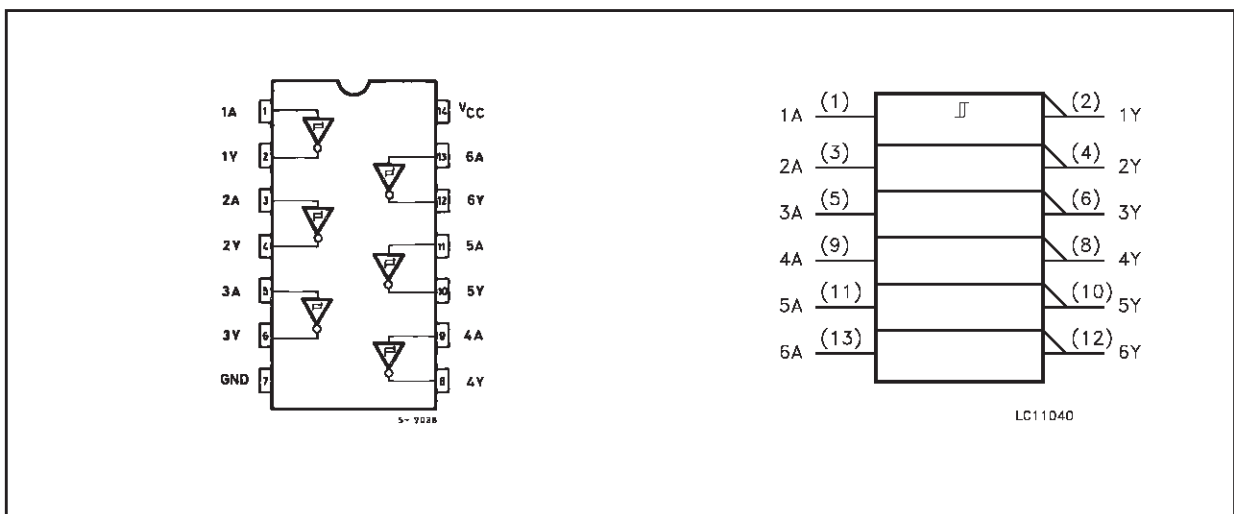 1A 1 14 VCC
1Y 2 13 6A
2A 3 12 6Y
2Y 4 11 5A
3A 5 10 5Y
3Y 6 9 4A
GND 7 8 4Y
S- 7028
1A (1) (2) 1Y
2A (3) (4) 2Y
3A (5) (6) 3Y
4A (9) (8) 4Y
5A (11) (10) 5Y
6A (13) (12) 6Y
LC11040